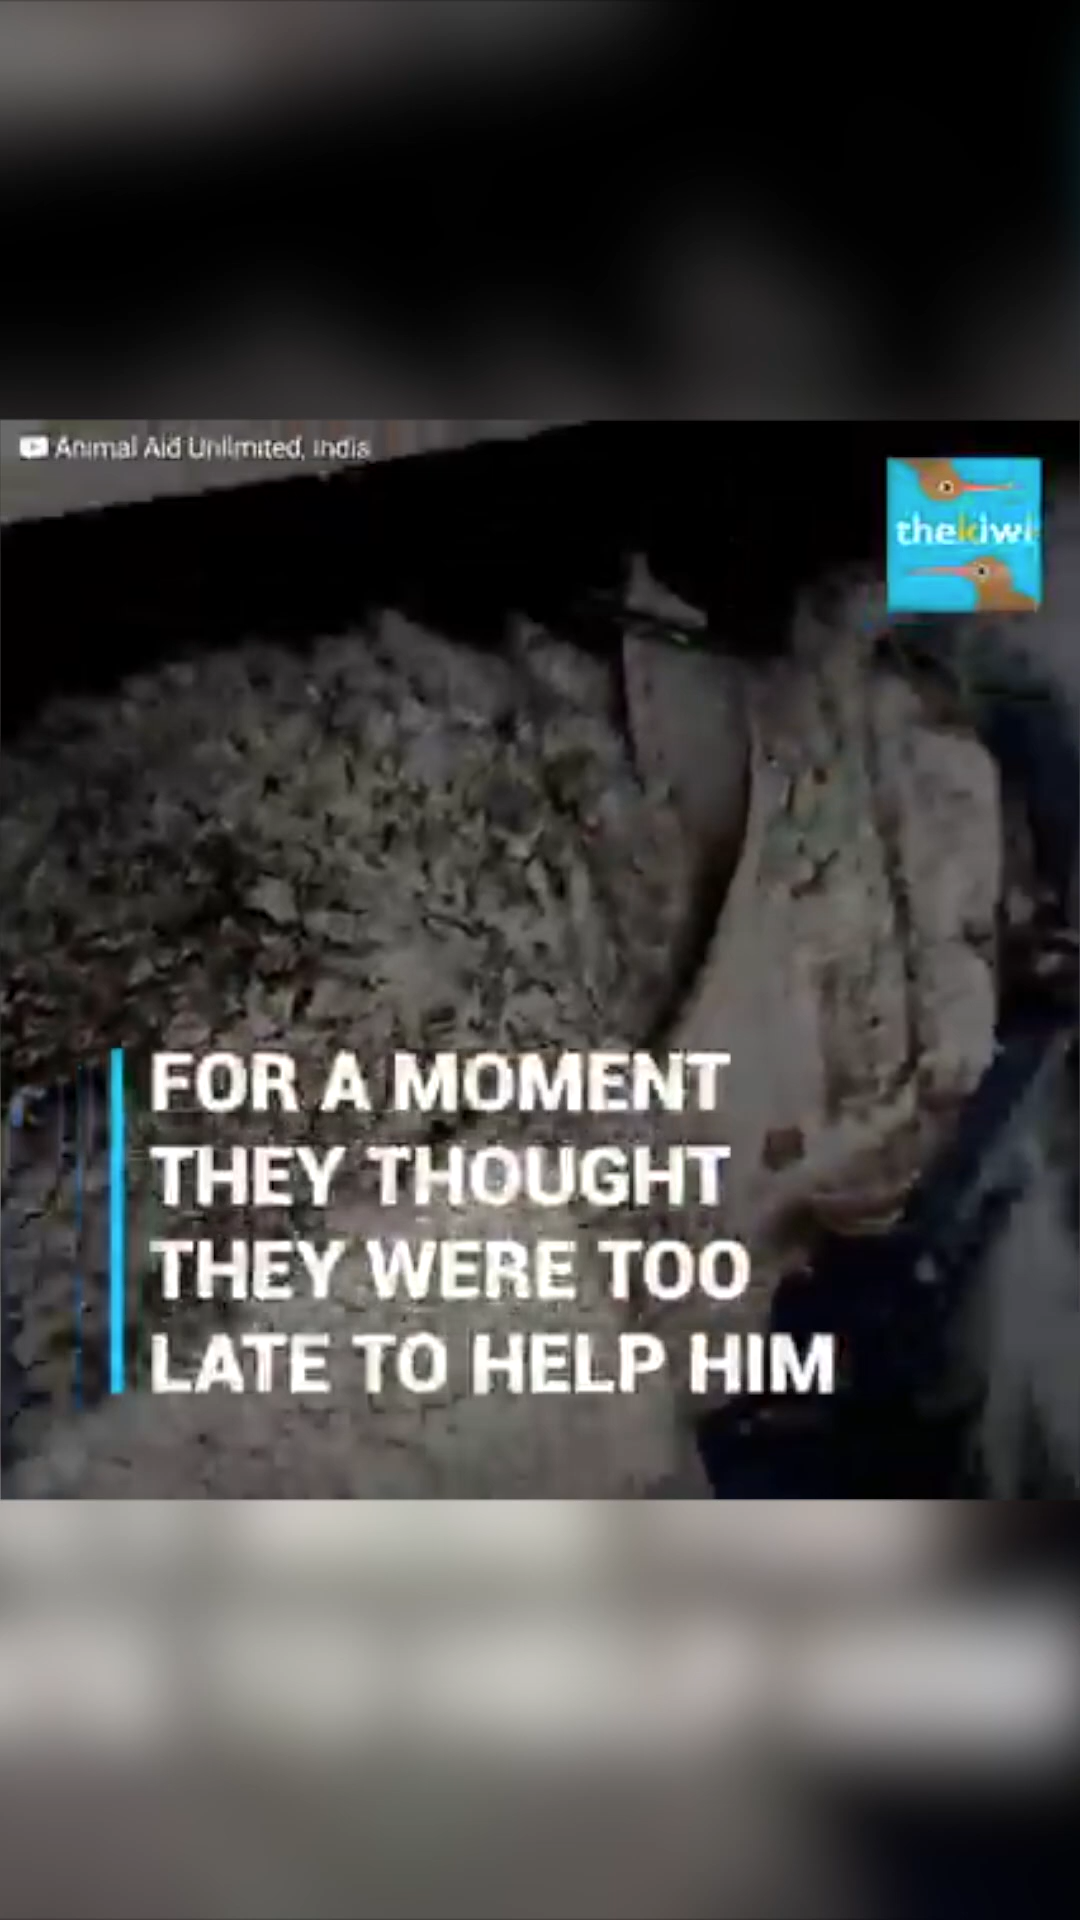 Animal Aid Unlimited, India
thekiwi
FOR A MOMENT
THEY THOUGHT
THEY WERE TOO
LATE TO HELP HIM